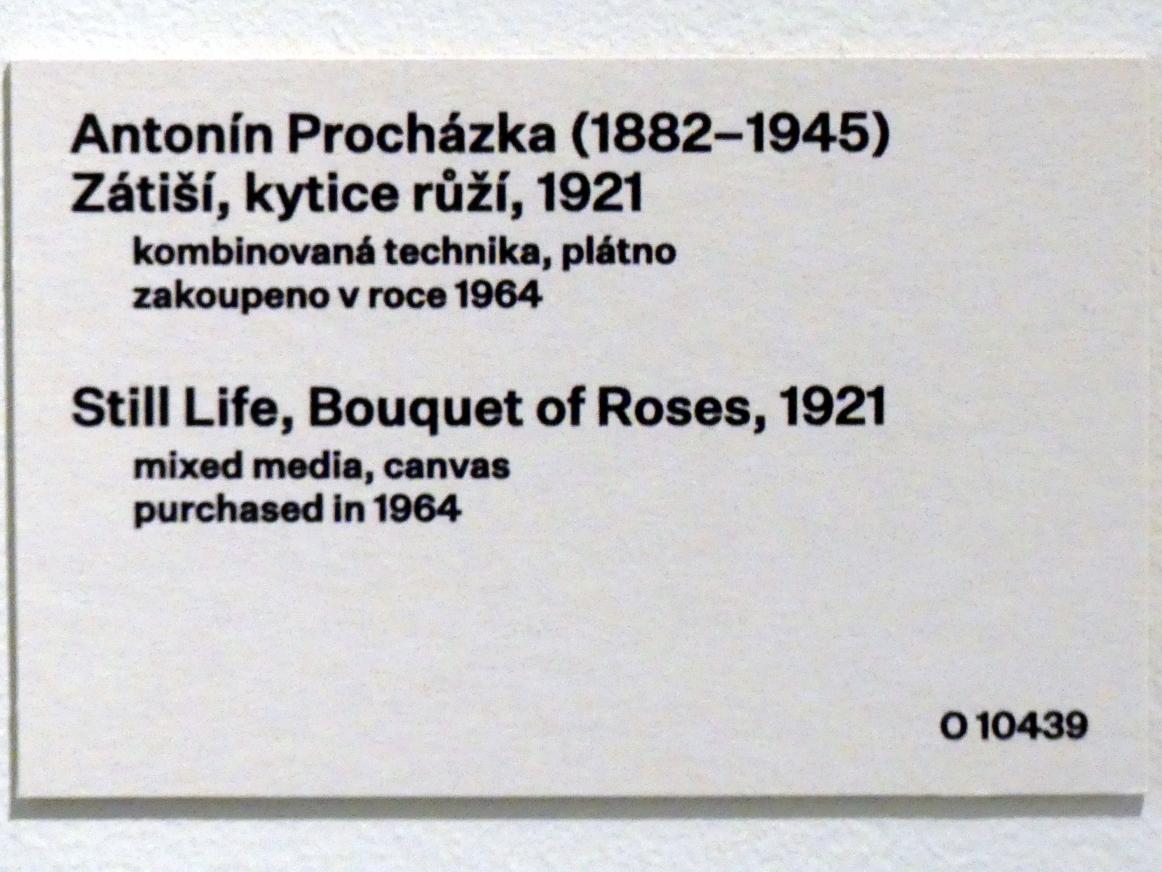 Antonín Procházka (1882–1945)
Zátiší, kytice růží, 1921
kombinovaná technika, plátno
zakoupeno v roce 1964
Still Life, Bouquet of Roses, 1921
mixed media, canvas
purchased in 1964
O 10439